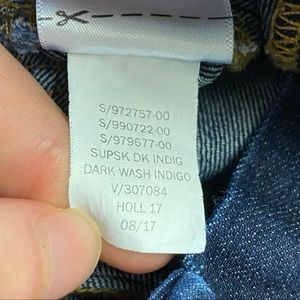 S/972757-00
S/990722-00
S/979677-00
SUPSK DK INDIG
DARK WASH INDIGO
V/307084
HOLL 17
08/17